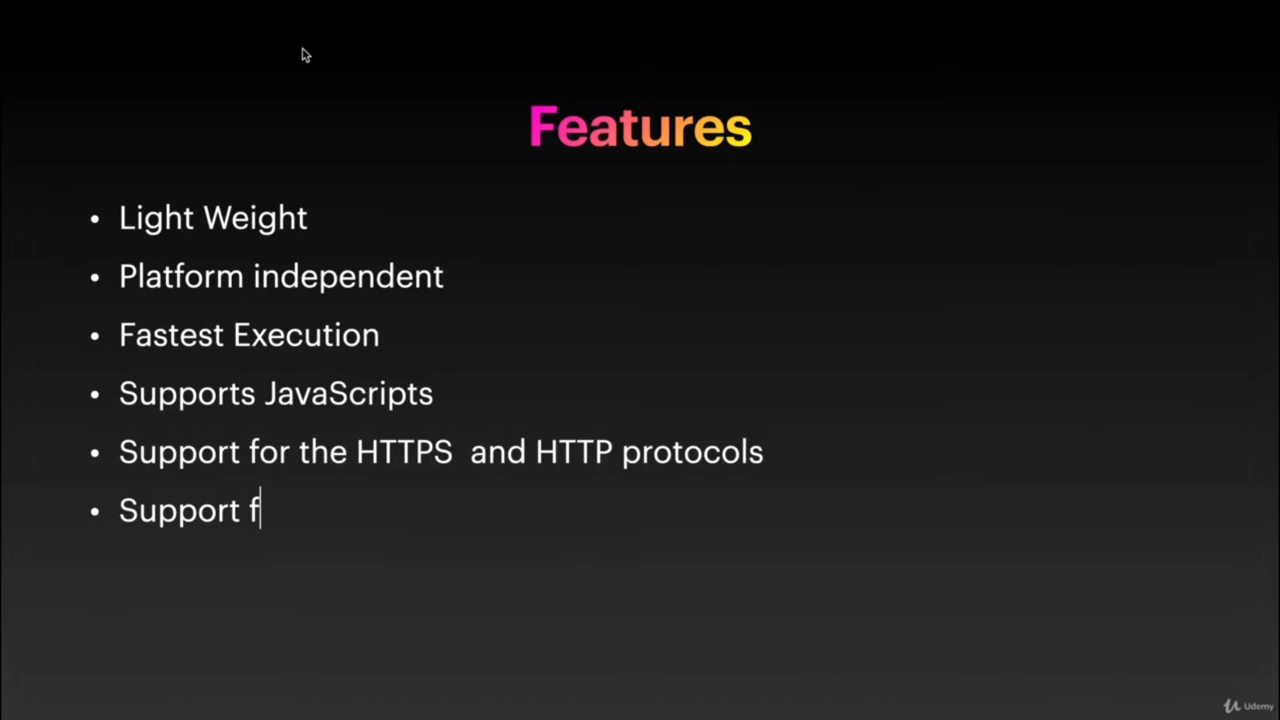 Features
• Light Weight
• Platform independent
• Fastest Execution
• Supports JavaScripts
• Support for the HTTPS  and HTTP protocols
• Support f
Udemy